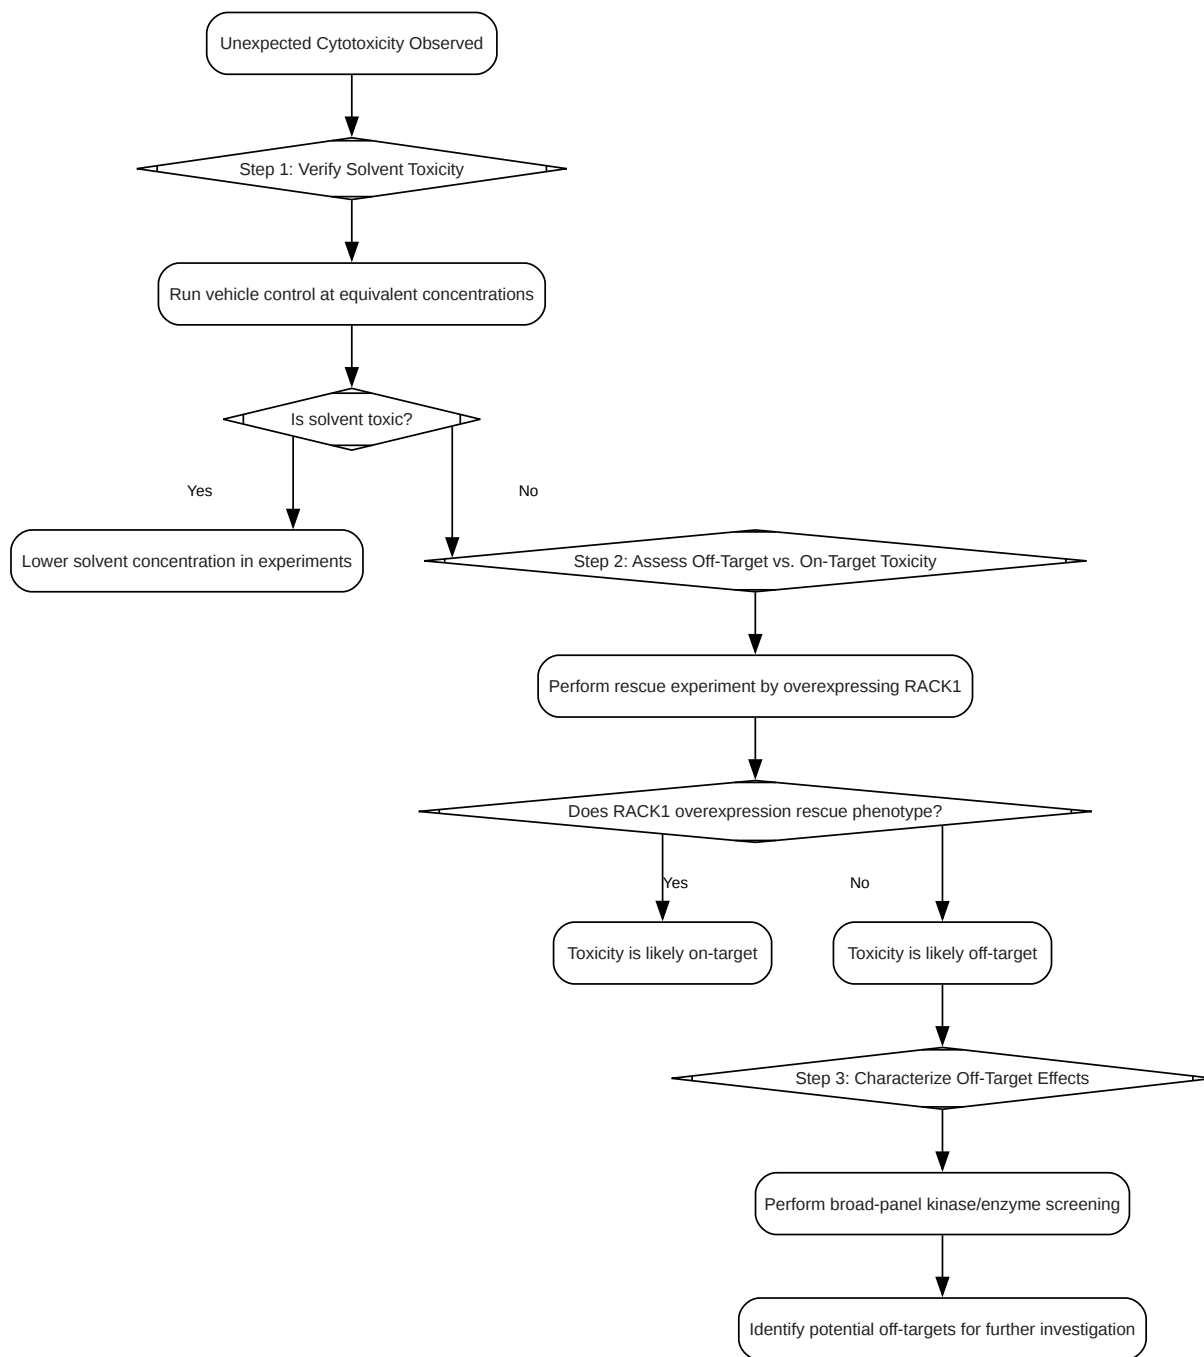 Unexpected Cytotoxicity Observed
Step 1: Verify Solvent Toxicity
Run vehicle control at equivalent concentrations
Is solvent toxic?
Yes
No
Lower solvent concentration in experiments
Step 2: Assess Off-Target vs. On-Target Toxicity
Perform rescue experiment by overexpressing RACK1
Does RACK1 overexpression rescue phenotype?
Yes
No
Toxicity is likely on-target
Toxicity is likely off-target
Step 3: Characterize Off-Target Effects
Perform broad-panel kinase/enzyme screening
Identify potential off-targets for further investigation